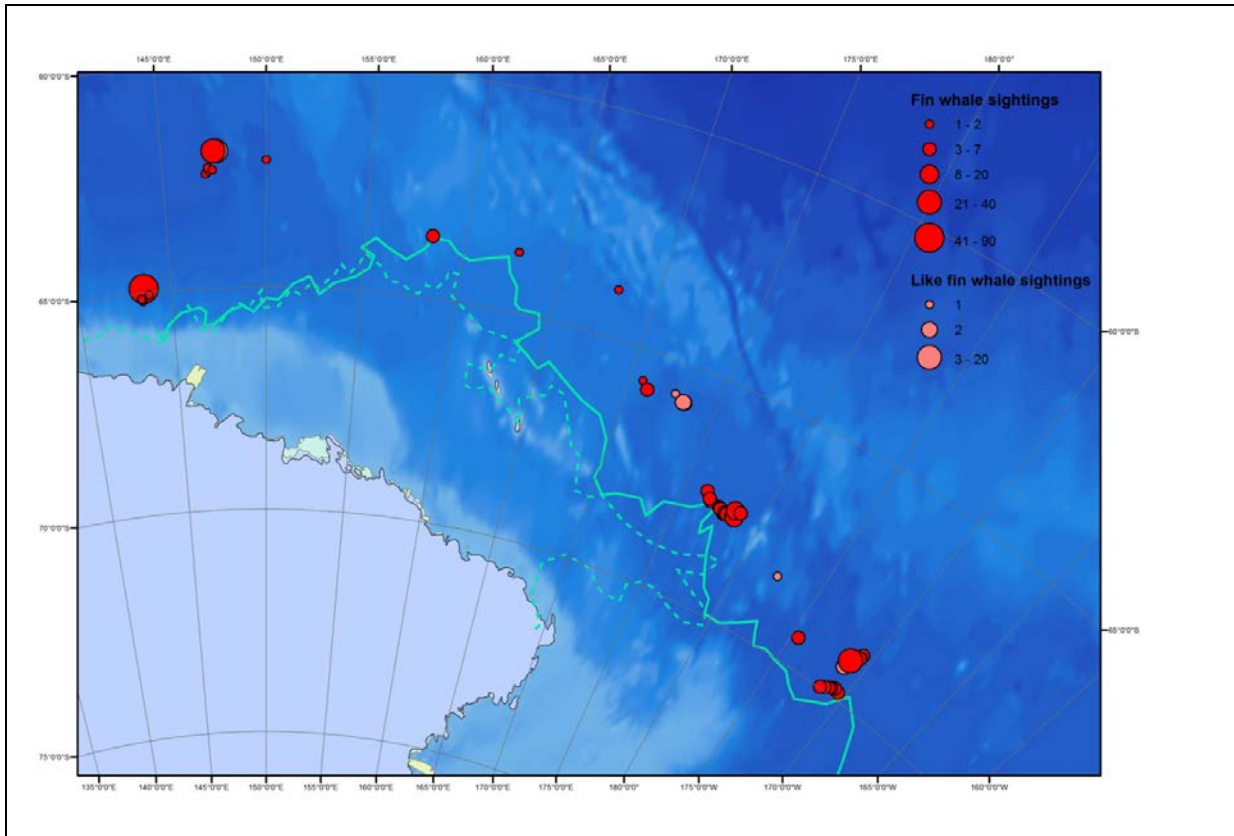 145°0'0"E 150°0'0"E 155°0'0"E 160°0'0"E 165°0'0"E 170°0'0"E 175°0'0"E 180°0'0"
60°0'0"S
Fin whale sightings
1 - 2
3 - 7
8 - 20
21 - 40
41 - 90
Like fin whale sightings
1
2
3 - 20
65°0'0"S
60°0'0"S
70°0'0"S
65°0'0"S
75°0'0"S
135°0'0"E 140°0'0"E 145°0'0"E 150°0'0"E 155°0'0"E 160°0'0"E 165°0'0"E 170°0'0"E 175°0'0"E 180°0'0" 175°0'0"W 170°0'0"W 165°0'0"W 160°0'0"W